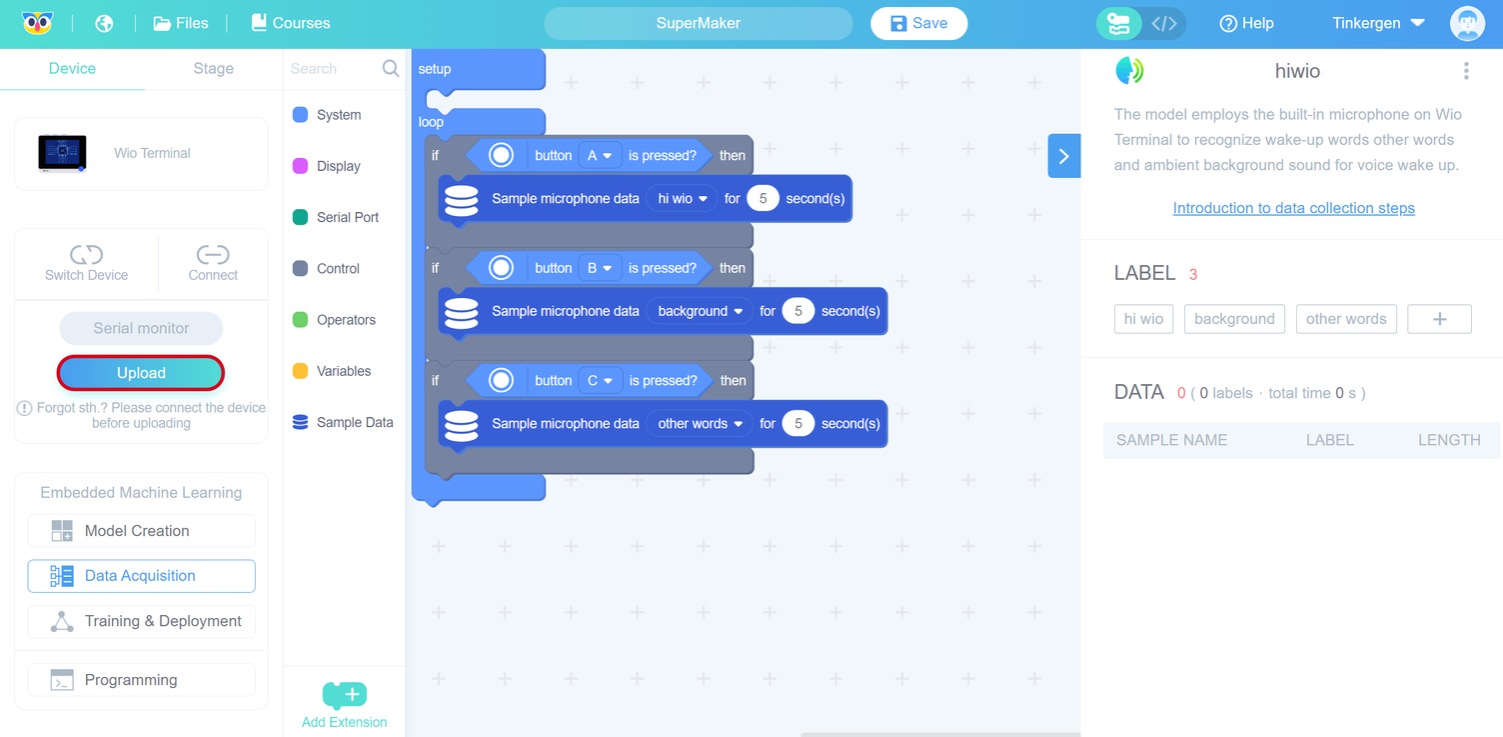 Files
Courses
SuperMaker
Save
</>
Help
Tinkergen
Device
Stage
Wio Terminal
Switch Device
Connect
Serial monitor
Upload
Forgot sth.? Please connect the device
before uploading
Embedded Machine Learning
Model Creation
Data Acquisition
Training & Deployment
Programming
Search
System
Display
Serial Port
Control
Operators
Variables
Sample Data
Add Extension
setup
loop
if button A is pressed? then
Sample microphone data hi wio for 5 second(s)
if button B is pressed? then
Sample microphone data background for 5 second(s)
if button C is pressed? then
Sample microphone data other words for 5 second(s)
hiwio
The model employs the built-in microphone on Wio
Terminal to recognize wake-up words other words
and ambient background sound for voice wake up.
Introduction to data collection steps
LABEL 3
hi wio background other words +
DATA 0 ( 0 labels · total time 0 s )
SAMPLE NAME LABEL LENGTH